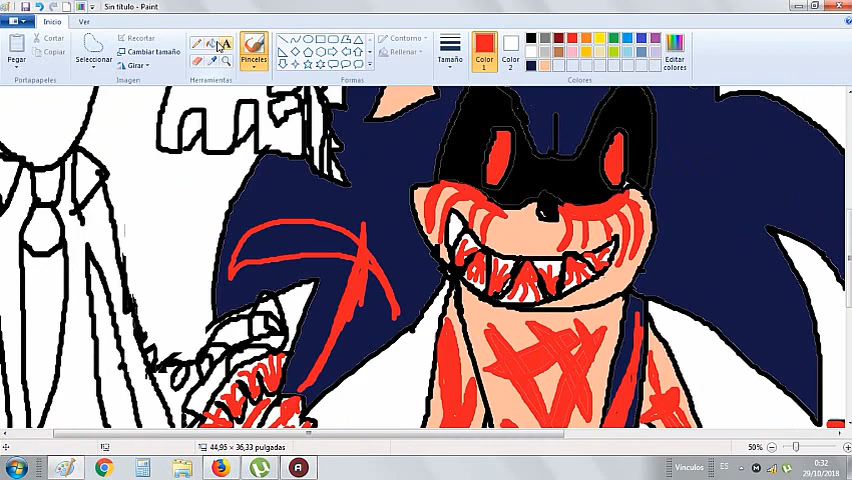 Sin título - Paint
Inicio Ver
Pegar
Cortar
Copiar
Portapapeles
Seleccionar
Recortar
Cambiar tamaño
Girar
Imagen
A
Herramientas
Pinceles
Contorno
Rellenar
Formas
Tamaño
Color
1
Color
2
Editar
colores
Colores
44,95 × 36,33 pulgadas
50%
Vínculos
ES
0:32
29/10/2018